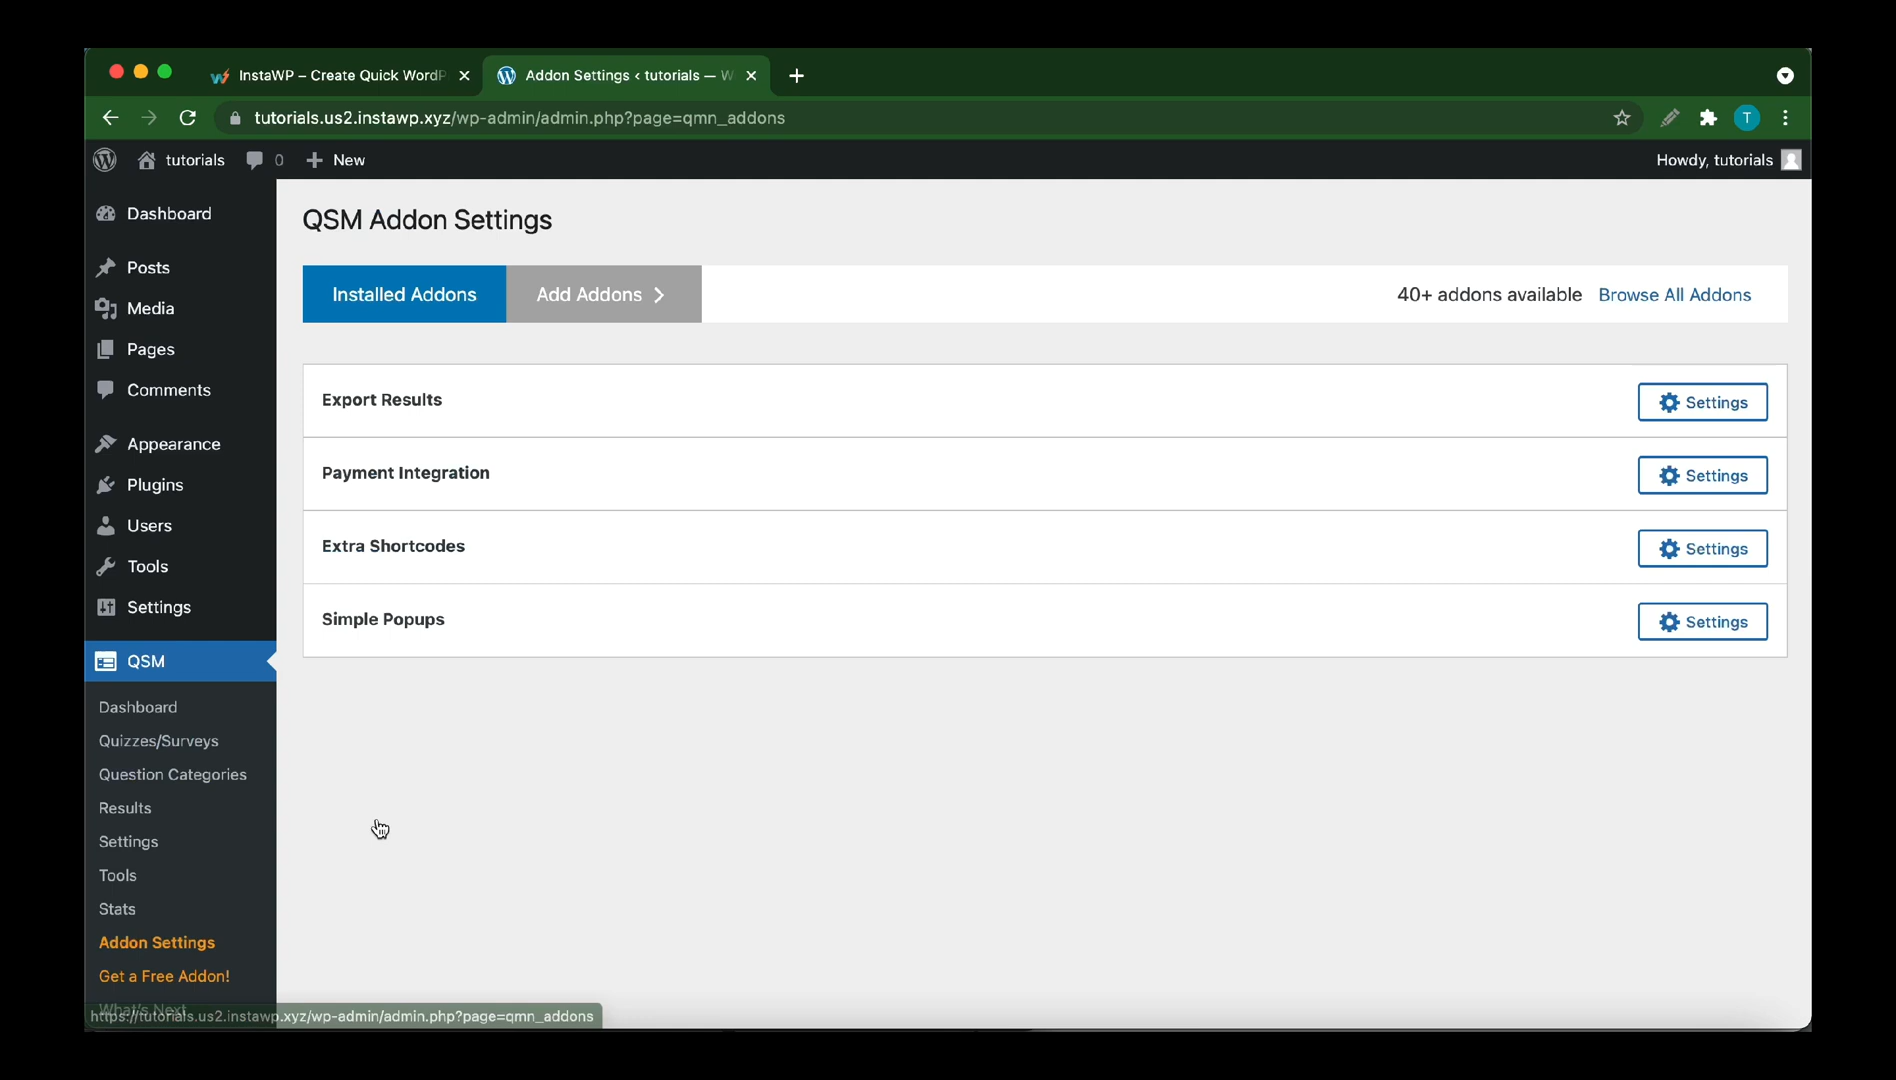 InstaWP – Create Quick WordP
Addon Settings ‹ tutorials — W
tutorials.us2.instawp.xyz/wp-admin/admin.php?page=qmn_addons
T
tutorials
0
New
Howdy, tutorials
Dashboard
Posts
Media
Pages
Comments
Appearance
Plugins
Users
Tools
Settings
QSM
Dashboard
Quizzes/Surveys
Question Categories
Results
Settings
Tools
Stats
Addon Settings
Get a Free Addon!
What's Next
https://tutorials.us2.instawp.xyz/wp-admin/admin.php?page=qmn_addons
QSM Addon Settings
Installed Addons
Add Addons
40+ addons available Browse All Addons
Export Results
Settings
Payment Integration
Settings
Extra Shortcodes
Settings
Simple Popups
Settings